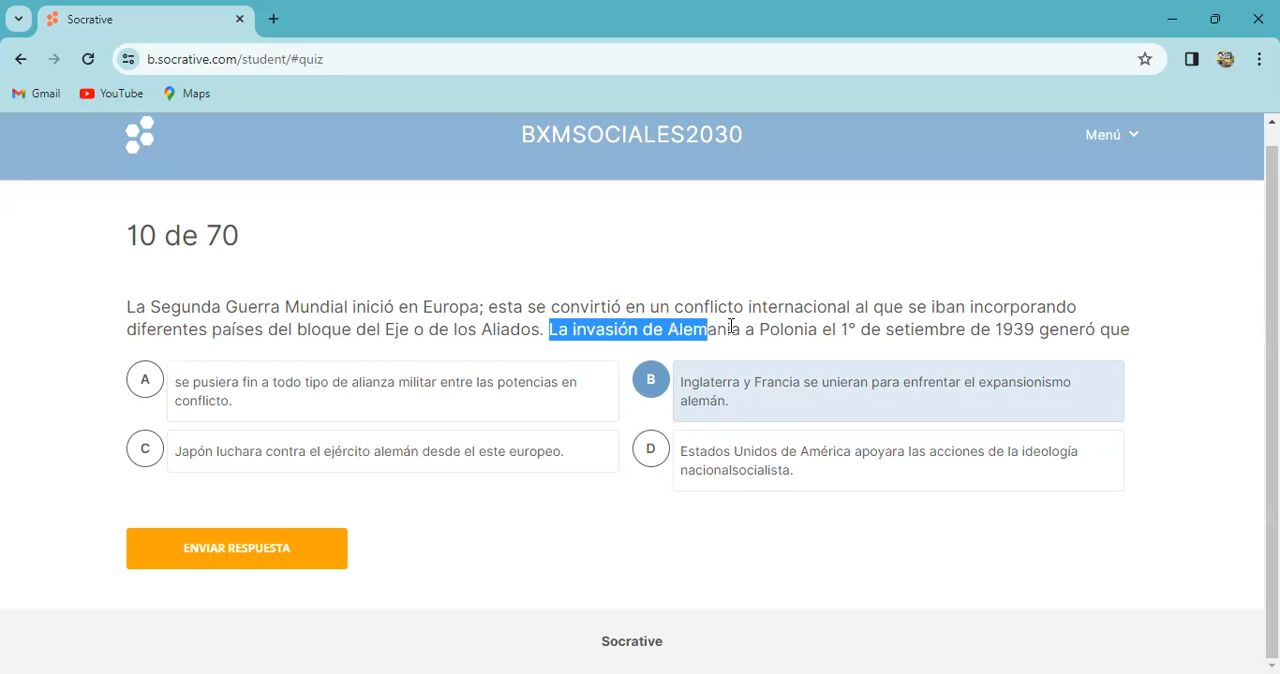 Socrative
b.socrative.com/student/#quiz
Gmail YouTube Maps
BXMSOCIALES2030
Menú
10 de 70
La Segunda Guerra Mundial inició en Europa; esta se convirtió en un conflicto internacional al que se iban incorporando
diferentes países del bloque del Eje o de los Aliados. La invasión de Alemania a Polonia el 1° de setiembre de 1939 generó que
A
se pusiera fin a todo tipo de alianza militar entre las potencias en
conflicto.
B
Inglaterra y Francia se unieran para enfrentar el expansionismo
alemán.
C
Japón luchara contra el ejército alemán desde el este europeo.
D
Estados Unidos de América apoyara las acciones de la ideología
nacionalsocialista.
ENVIAR RESPUESTA
Socrative